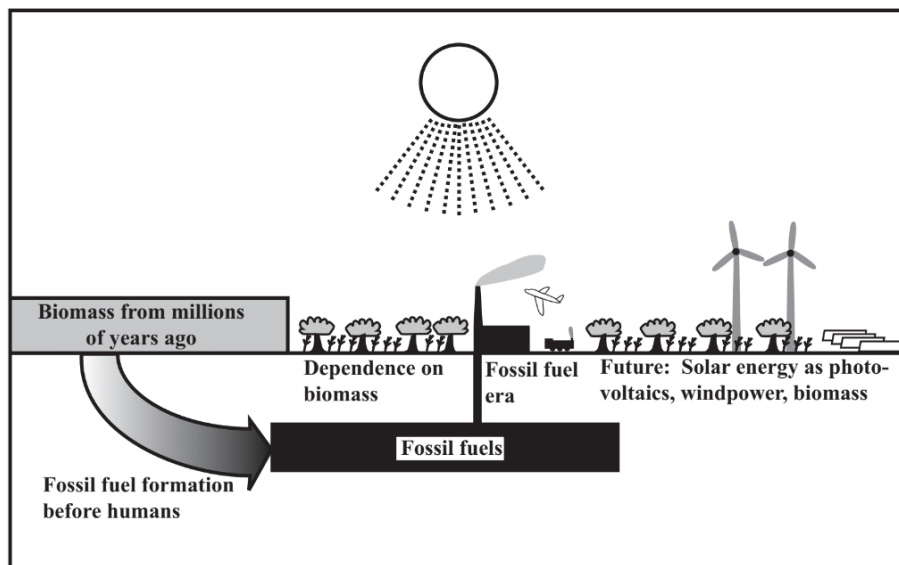 Biomass from millions
of years ago
Dependence on
biomass
Fossil fuel
era
Future: Solar energy as photo-
voltaics, windpower, biomass
Fossil fuels
Fossil fuel formation
before humans